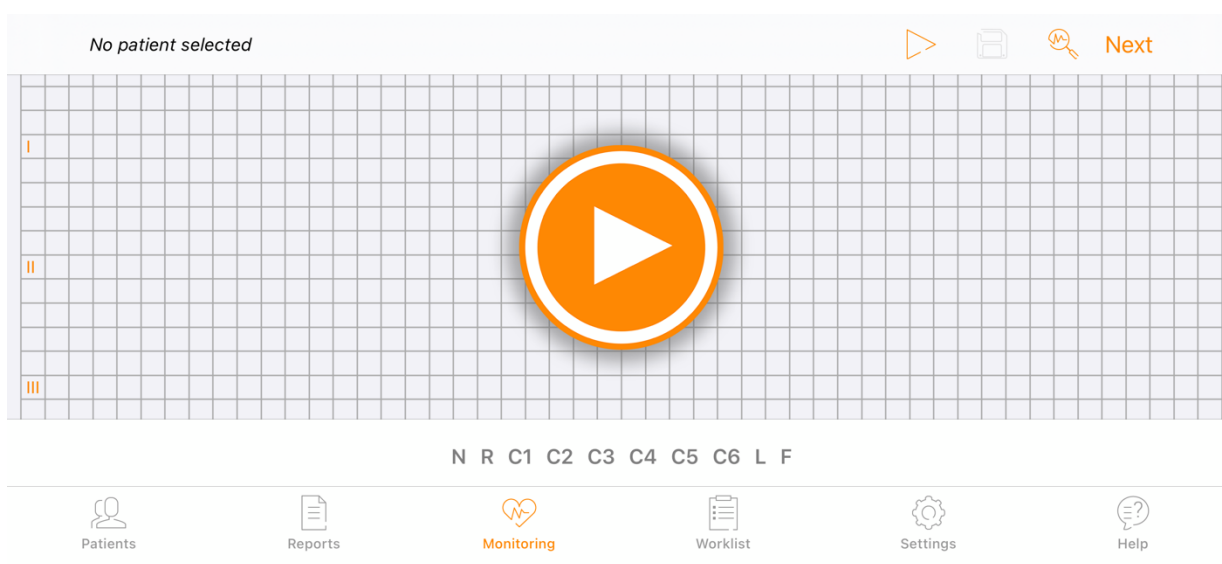 No patient selected
Next
I
II
III
N R C1 C2 C3 C4 C5 C6 L F
Patients
Reports
Monitoring
Worklist
Settings
Help